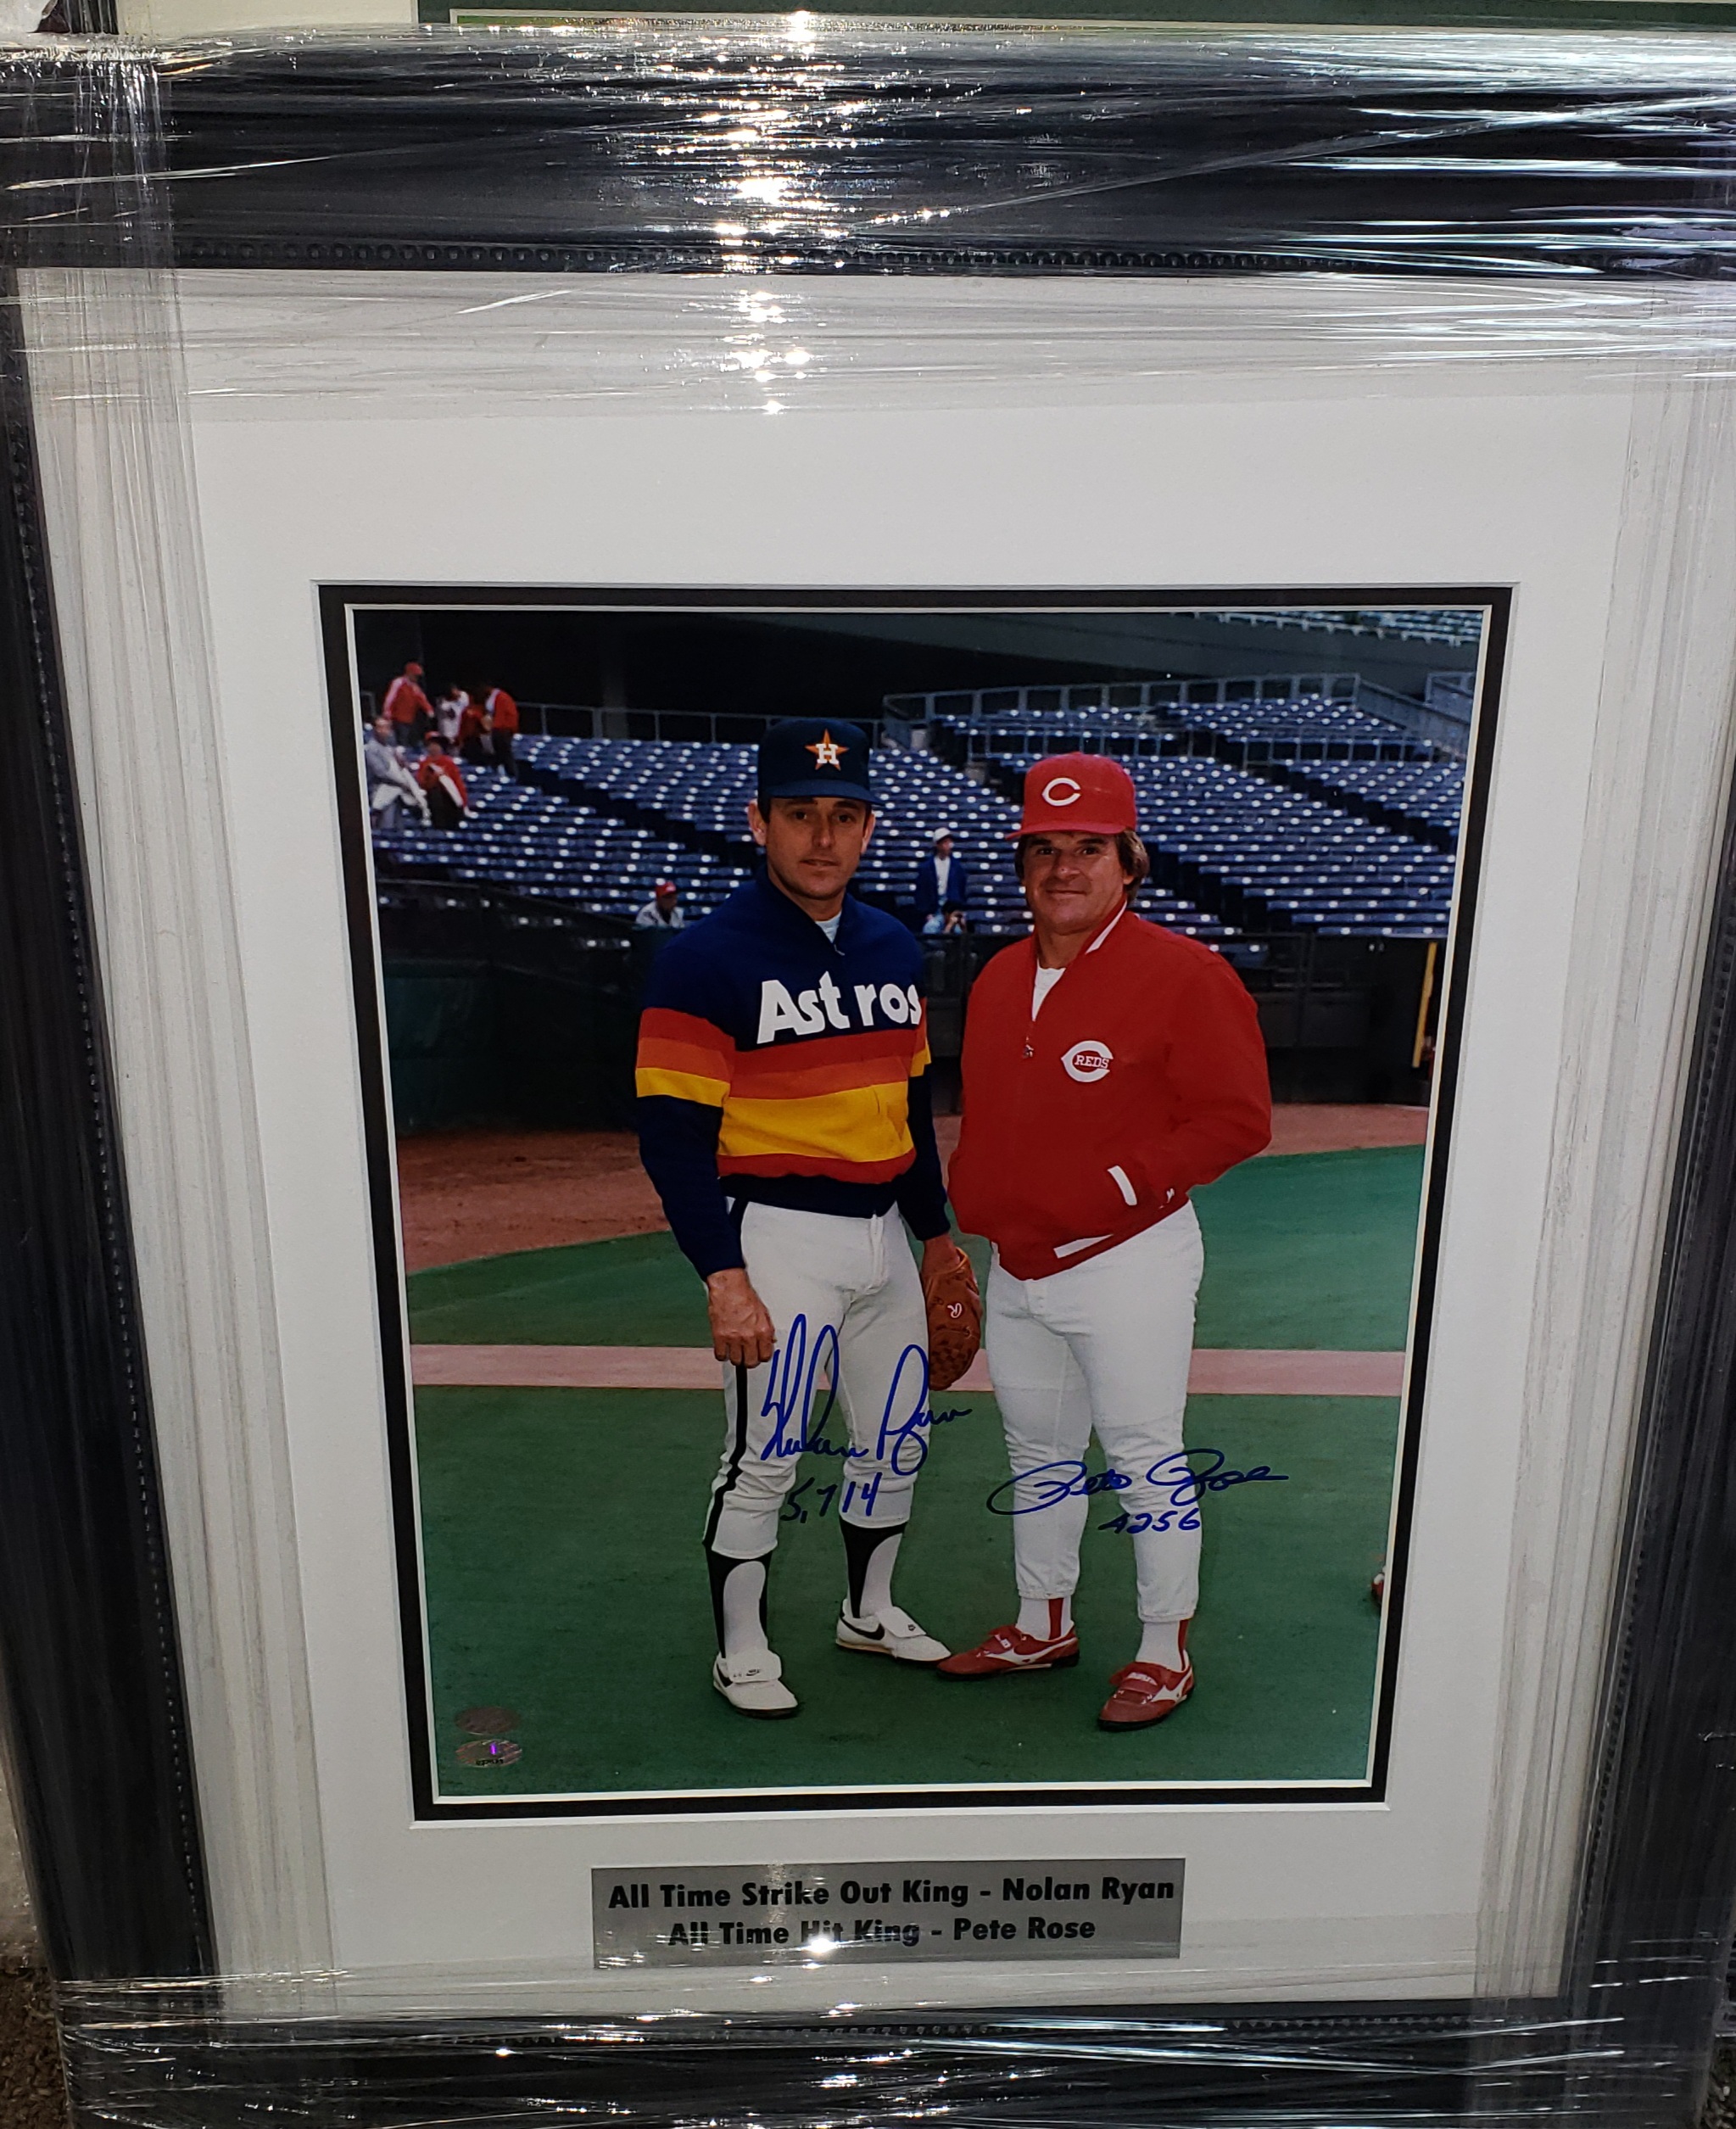 H
C
Astros
REDS
R
Nolan Ryan
5,714
Pete Rose
4256
All Time Strike Out King - Nolan Ryan
All Time Hit King - Pete Rose